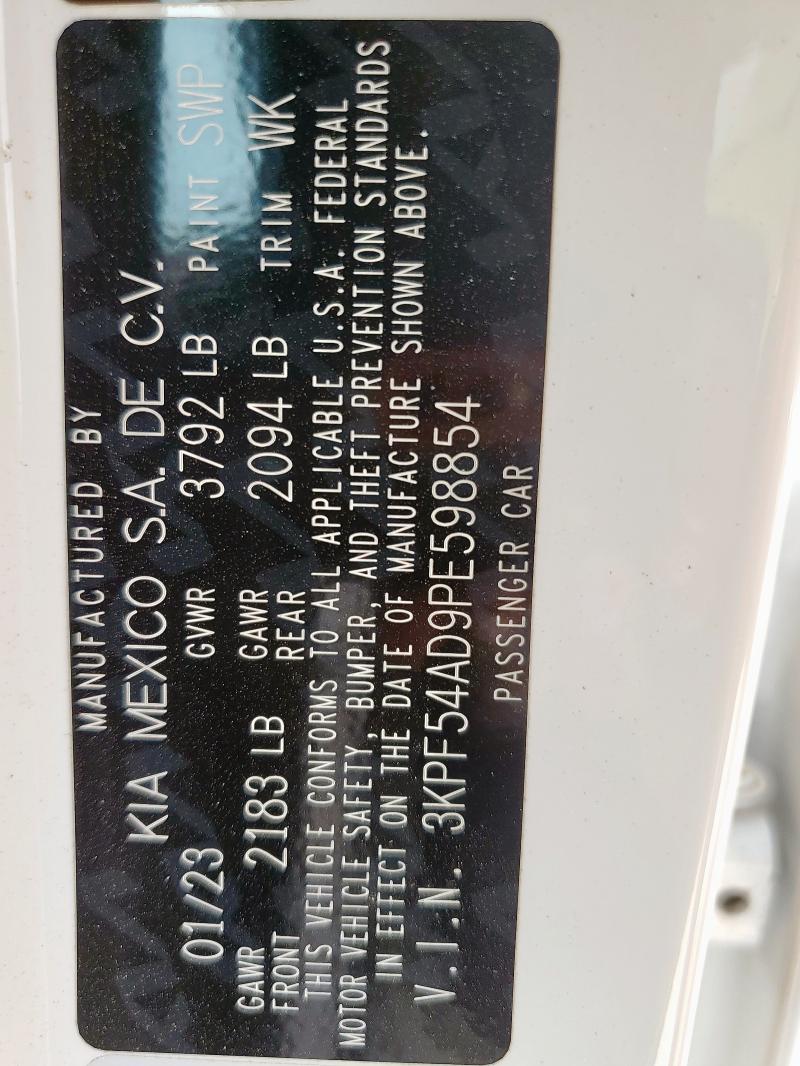 MANUFACTURED BY
KIA MEXICO S.A. DE C.V.
01/23 GVWR 3792 LB PAINT SWP
GAWR FRONT 2183 LB GAWR REAR 2094 LB TRIM WK
THIS VEHICLE CONFORMS TO ALL APPLICABLE U.S.A. FEDERAL
MOTOR VEHICLE SAFETY, BUMPER, AND THEFT PREVENTION STANDARDS
IN EFFECT ON THE DATE OF MANUFACTURE SHOWN ABOVE.
V.I.N. 3KPF54AD9PE598854
PASSENGER CAR